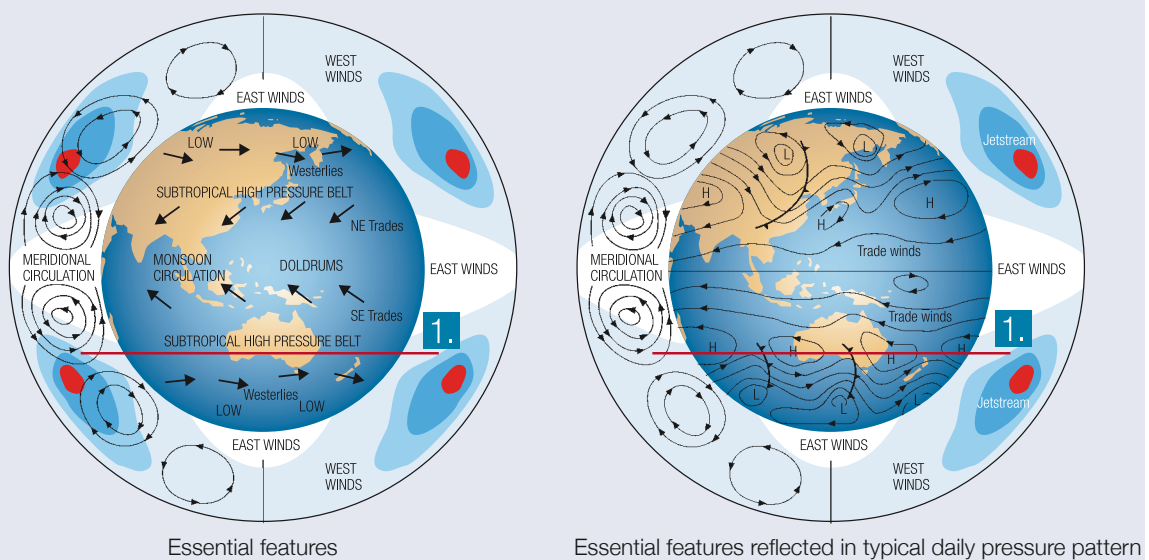 WEST
WINDS
EAST WINDS
LOW
LOW
Westerlies
SUBTROPICAL HIGH PRESSURE BELT
NE Trades
MERIDIONAL
CIRCULATION
MONSOON
CIRCULATION
DOLDRUMS
EAST WINDS
SE Trades
1.
SUBTROPICAL HIGH PRESSURE BELT
Westerlies
LOW
LOW
EAST WINDS
WEST
WINDS
Essential features
WEST
WINDS
EAST WINDS
Jetstream
L
L
H
H
H
Trade winds
MERIDIONAL
CIRCULATION
EAST WINDS
Trade winds
1.
H
H
H
H
L
L
L
Jetstream
EAST WINDS
WEST
WINDS
Essential features reflected in typical daily pressure pattern